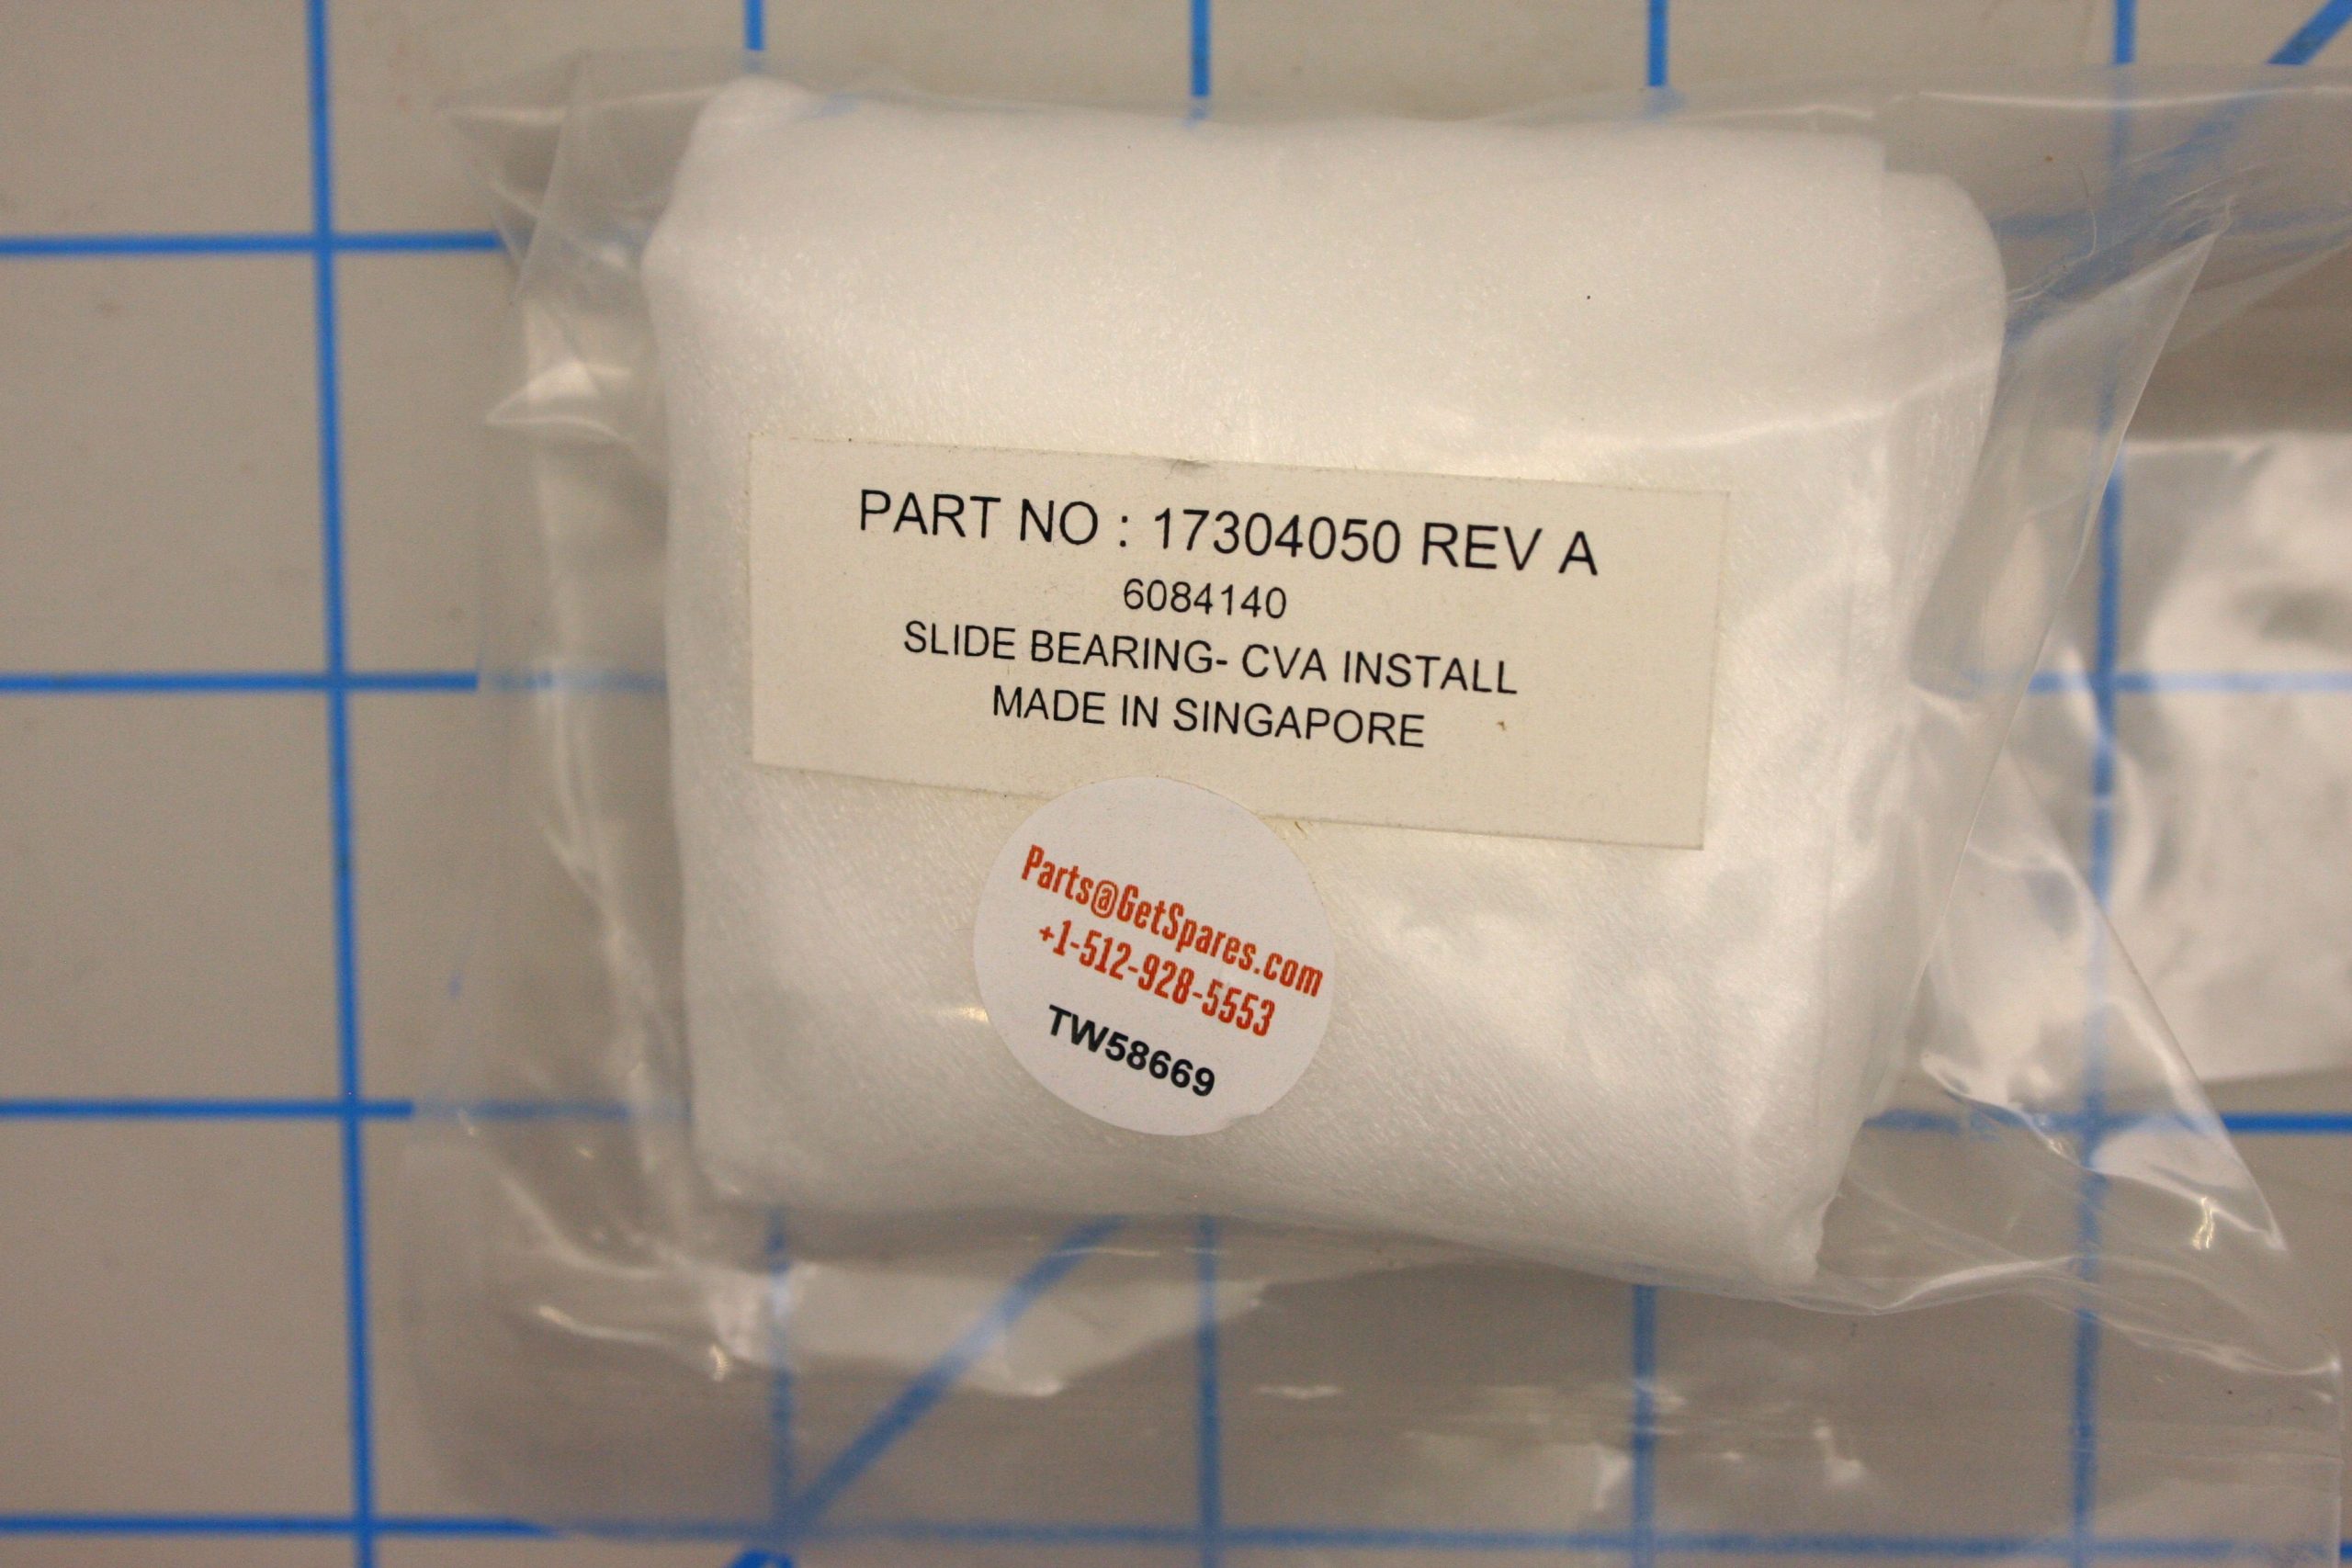 PART NO : 17304050 REV A
6084140
SLIDE BEARING- CVA INSTALL
MADE IN SINGAPORE
Parts@GetSpares.com
+1-512-928-5553
TW58669